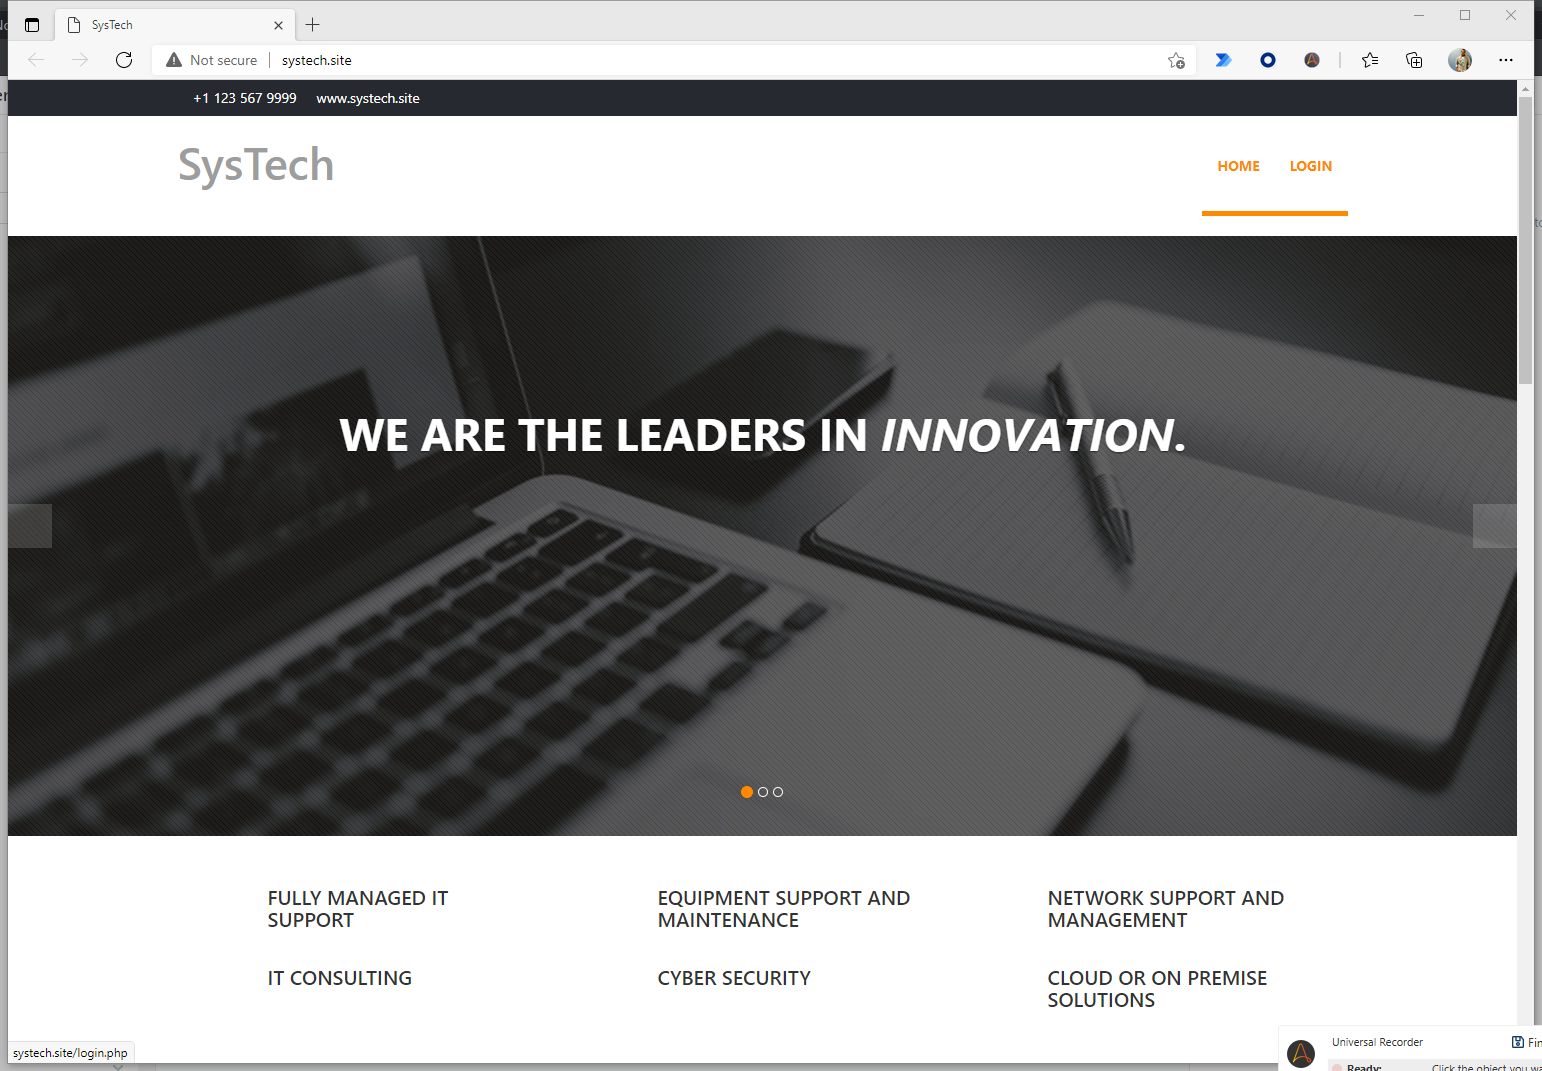 SysTech
Not secure
systech.site
+1 123 567 9999
www.systech.site
SysTech
HOME
LOGIN
WE ARE THE LEADERS IN INNOVATION.
FULLY MANAGED IT
SUPPORT
EQUIPMENT SUPPORT AND
MAINTENANCE
NETWORK SUPPORT AND
MANAGEMENT
IT CONSULTING
CYBER SECURITY
CLOUD OR ON PREMISE
SOLUTIONS
systech.site/login.php
Universal Recorder
Fin
Ready:
Click the object you wa